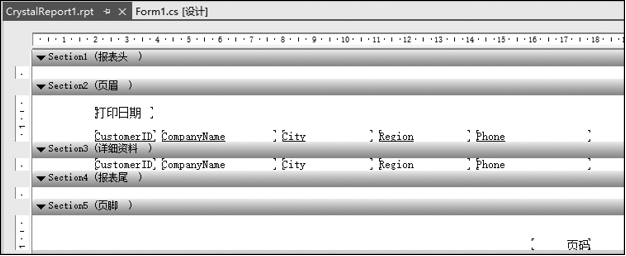 CrystalReport1.rpt Form1.cs [设计]
1 2 3 4 5 6 7 8 9 10 11 12 13 14 15 16 17 18
Section1 (报表头 )
Section2 (页眉 )
打印日期
CustomerID CompanyName City Region Phone
Section3 (详细资料 )
CustomerID CompanyName City Region Phone
Section4 (报表尾 )
Section5 (页脚 )
页码